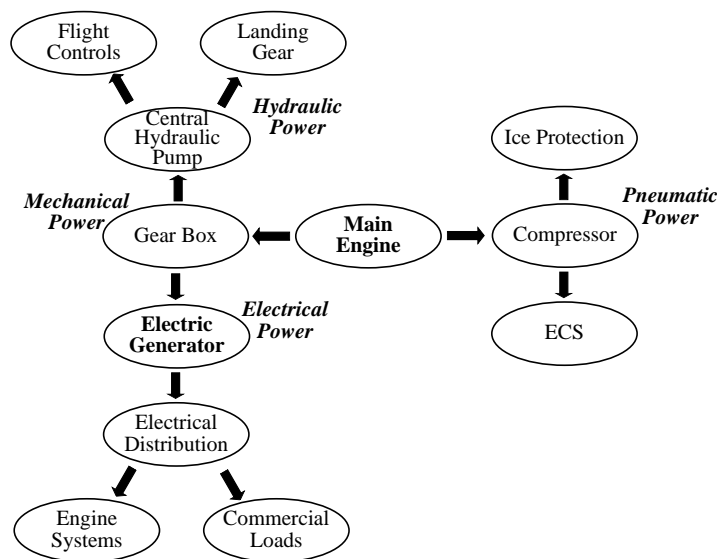 Flight
Controls
Landing
Gear
Central
Hydraulic
Pump
Hydraulic
Power
Ice Protection
Mechanical
Power
Gear Box
Main
Engine
Compressor
Pneumatic
Power
Electric
Generator
Electrical
Power
ECS
Electrical
Distribution
Engine
Systems
Commercial
Loads